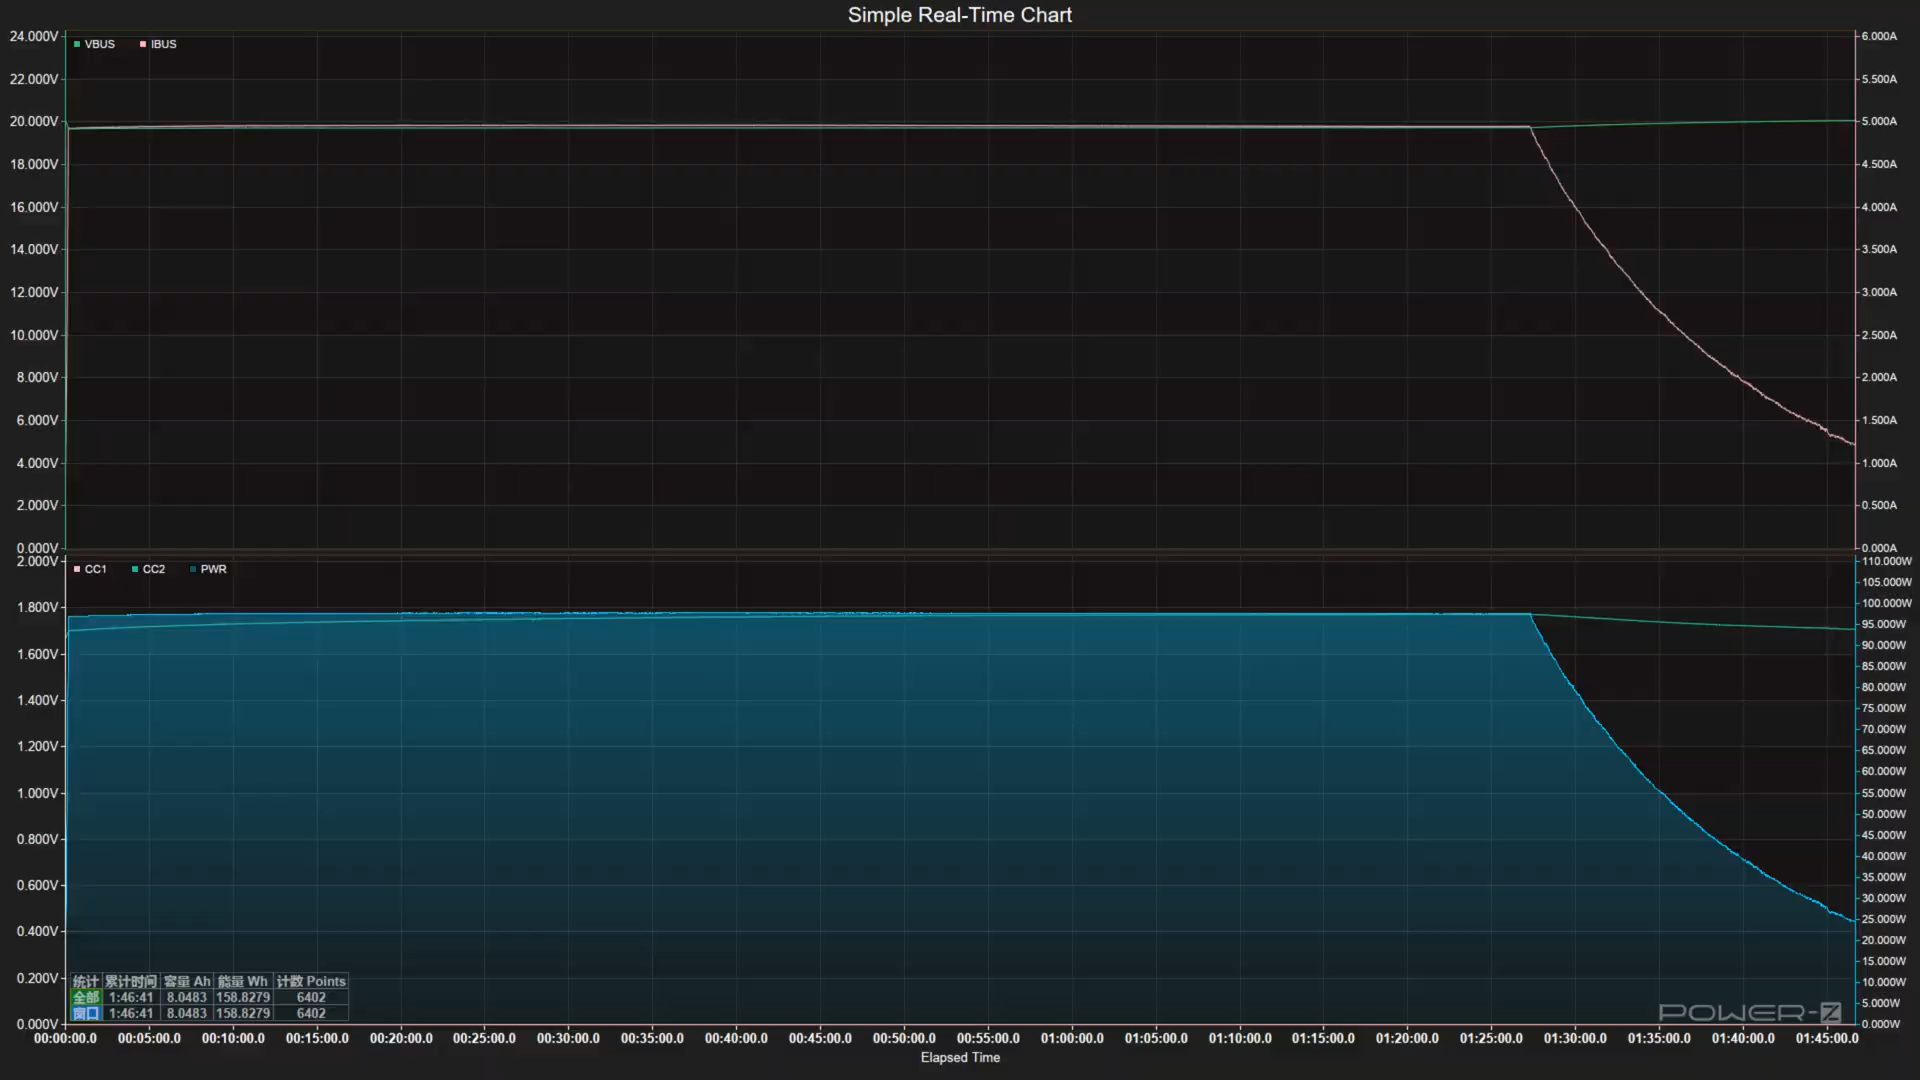 Simple Real-Time Chart
VBUS IBUS
24.000V 6.000A
22.000V 5.500A
20.000V 5.000A
18.000V 4.500A
16.000V 4.000A
14.000V 3.500A
12.000V 3.000A
10.000V 2.500A
8.000V 2.000A
6.000V 1.500A
4.000V 1.000A
2.000V 0.500A
0.000V 0.000A
CC1 CC2 PWR
2.000V
1.800V
1.600V
1.400V
1.200V
1.000V
0.800V
0.600V
0.400V
0.200V
0.000V
110.000W
105.000W
100.000W
95.000W
90.000W
85.000W
80.000W
75.000W
70.000W
65.000W
60.000W
55.000W
50.000W
45.000W
40.000W
35.000W
30.000W
25.000W
20.000W
15.000W
10.000W
5.000W
0.000W
统计 累计时间 容量 Ah 能量 Wh 计数 Points
全部 1:46:41 8.0483 158.8279 6402
窗口 1:46:41 8.0483 158.8279 6402
POWER-Z
00:00:00.0 00:05:00.0 00:10:00.0 00:15:00.0 00:20:00.0 00:25:00.0 00:30:00.0 00:35:00.0 00:40:00.0 00:45:00.0 00:50:00.0 00:55:00.0 01:00:00.0 01:05:00.0 01:10:00.0 01:15:00.0 01:20:00.0 01:25:00.0 01:30:00.0 01:35:00.0 01:40:00.0 01:45:00.0
Elapsed Time